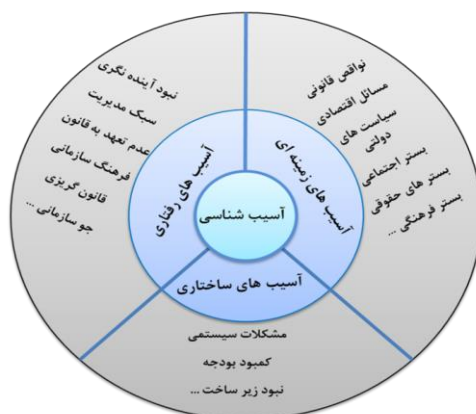 نواقص قانونی
مسائل اقتصادی
سیاست های
دولتی
بستر اجتماعی
بستر های حقوقی
بستر فرهنگی ...
آسیب های زمینه ای
نبود آینده نگری
سبک مدیریت
عدم تعهد به قانون
فرهنگ سازمانی
قانون گریزی
جو سازمانی ...
آسیب های رفتاری
آسیب شناسی
آسیب های ساختاری
مشکلات سیستمی
کمبود بودجه
نبود زیر ساخت ...